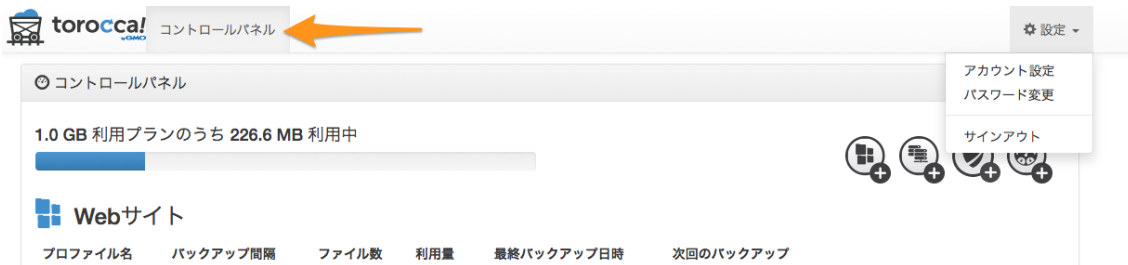 torocca! コントロールパネル 設定
byGMO
コントロールパネル
アカウント設定
パスワード変更
サインアウト
1.0 GB 利用プランのうち 226.6 MB 利用中
Webサイト
プロファイル名 バックアップ間隔 ファイル数 利用量 最終バックアップ日時 次回のバックアップ